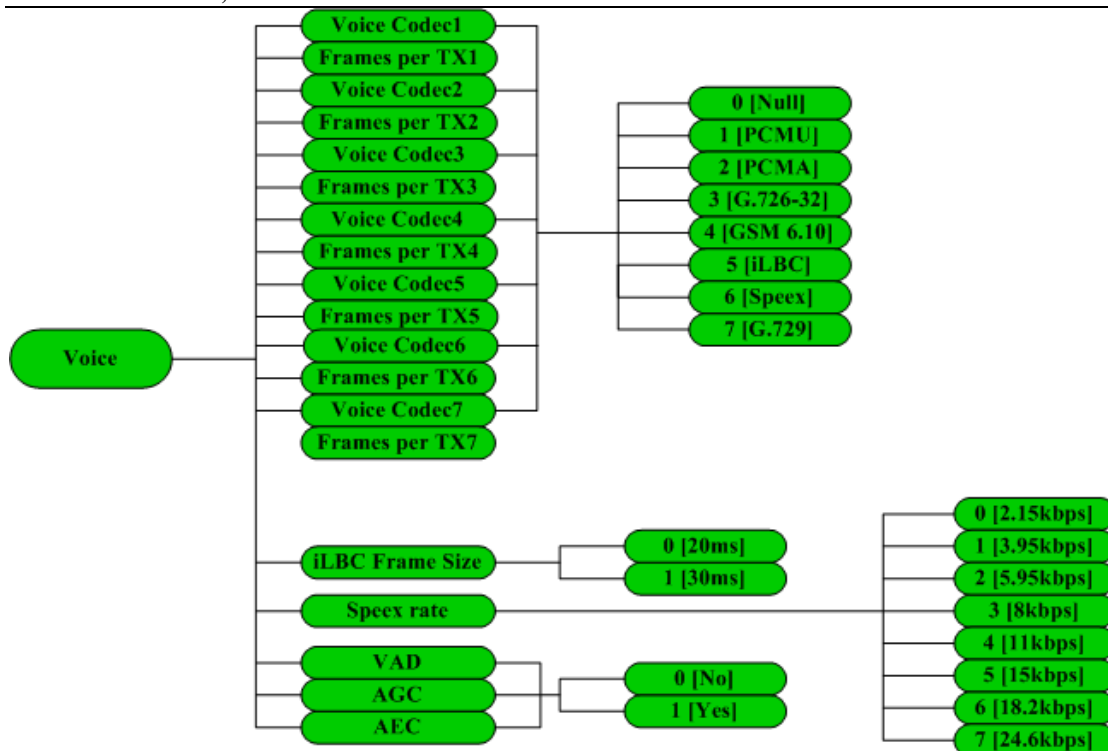 Voice
Voice Codec1
Frames per TX1
Voice Codec2
Frames per TX2
Voice Codec3
Frames per TX3
Voice Codec4
Frames per TX4
Voice Codec5
Frames per TX5
Voice Codec6
Frames per TX6
Voice Codec7
Frames per TX7
0 [Null]
1 [PCMU]
2 [PCMA]
3 [G.726-32]
4 [GSM 6.10]
5 [iLBC]
6 [Speex]
7 [G.729]
iLBC Frame Size
0 [20ms]
1 [30ms]
Speex rate
0 [2.15kbps]
1 [3.95kbps]
2 [5.95kbps]
3 [8kbps]
4 [11kbps]
5 [15kbps]
6 [18.2kbps]
7 [24.6kbps]
VAD
AGC
AEC
0 [No]
1 [Yes]